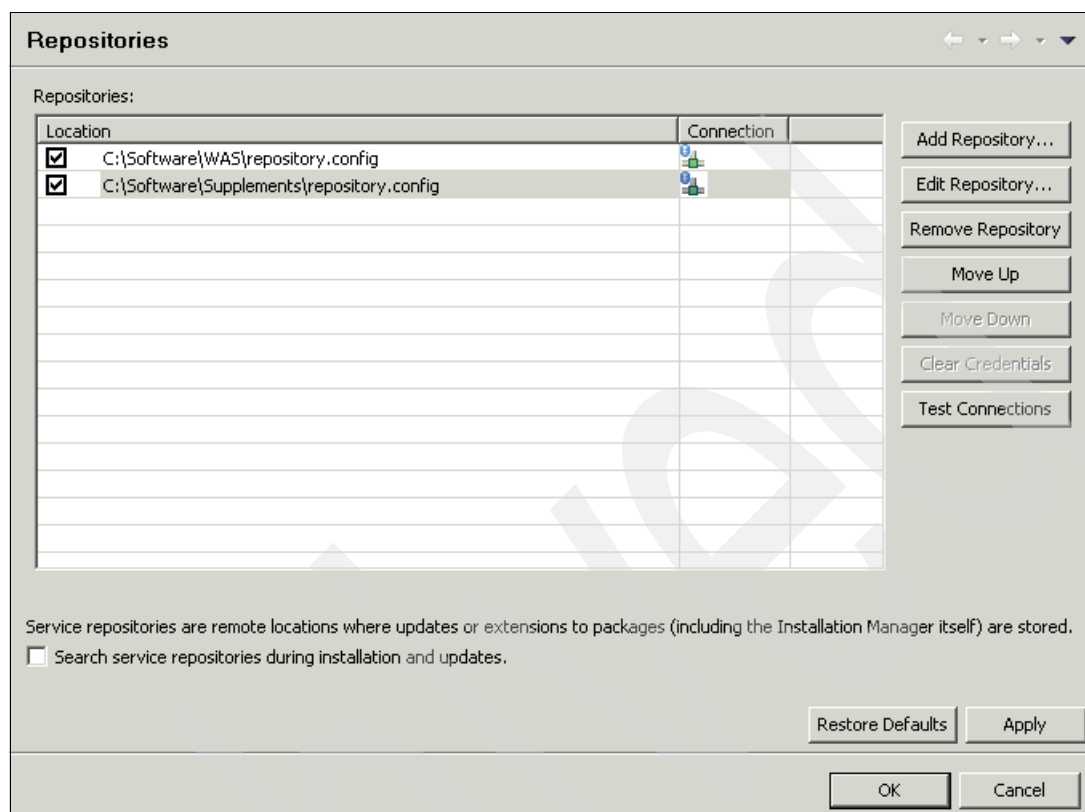 Repositories
Repositories:
Location Connection
C:\Software\WAS\repository.config
C:\Software\Supplements\repository.config
Add Repository...
Edit Repository...
Remove Repository
Move Up
Move Down
Clear Credentials
Test Connections
Service repositories are remote locations where updates or extensions to packages (including the Installation Manager itself) are stored.
Search service repositories during installation and updates.
Restore Defaults Apply
OK Cancel